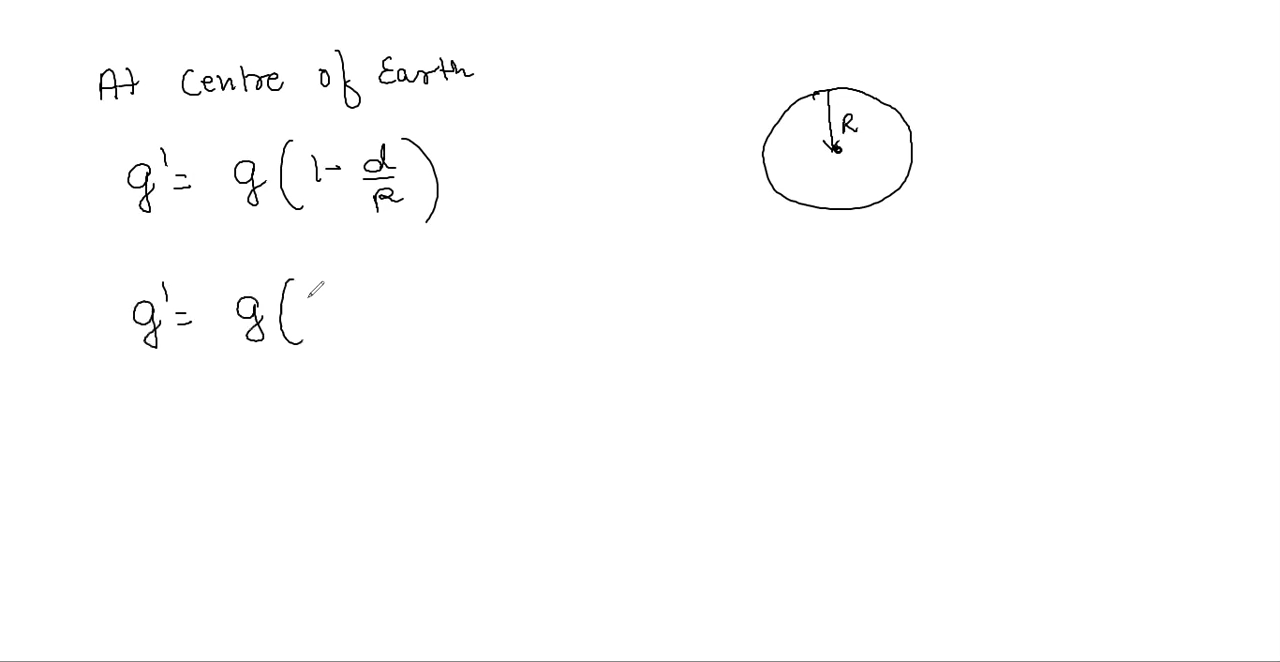 At Centre of Earth
R
g' = g(1 - d/R)
g' = g(